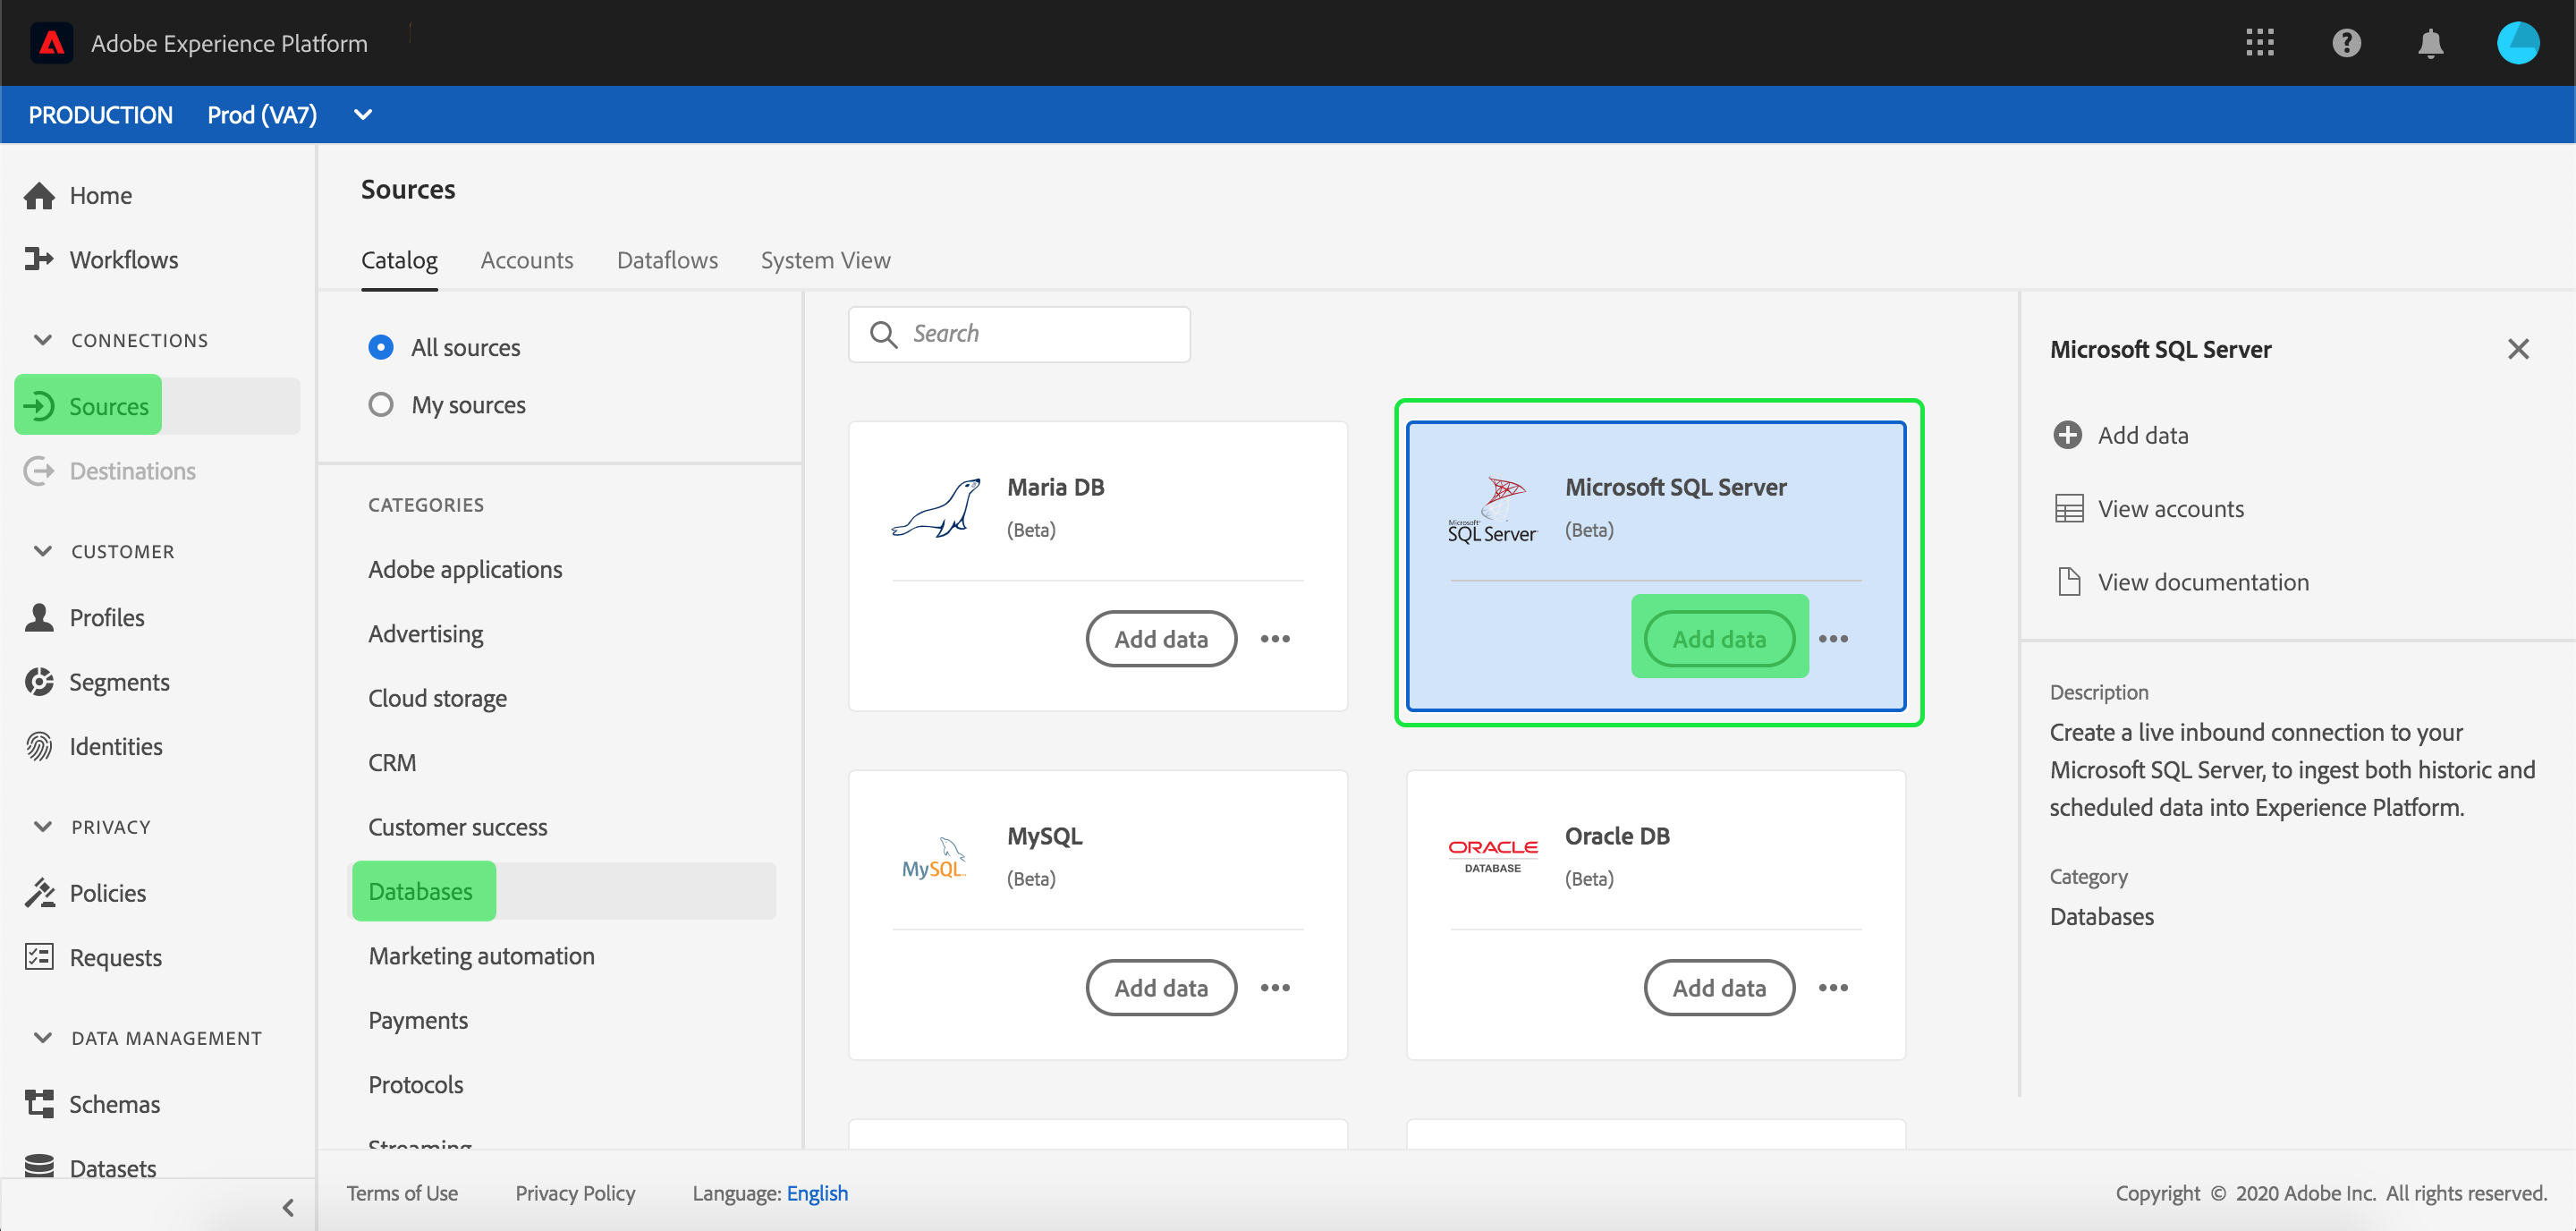 Adobe Experience Platform
PRODUCTION Prod (VA7)
Home
Workflows
CONNECTIONS
Sources
Destinations
CUSTOMER
Profiles
Segments
Identities
PRIVACY
Policies
Requests
DATA MANAGEMENT
Schemas
Datasets
Sources
Catalog Accounts Dataflows System View
All sources
My sources
CATEGORIES
Adobe applications
Advertising
Cloud storage
CRM
Customer success
Databases
Marketing automation
Payments
Protocols
Streaming
Search
Maria DB
(Beta)
Add data
Microsoft
SQL Server
Microsoft SQL Server
(Beta)
Add data
MySQL
MySQL
(Beta)
Add data
ORACLE
DATABASE
Oracle DB
(Beta)
Add data
Microsoft SQL Server
Add data
View accounts
View documentation
Description
Create a live inbound connection to your
Microsoft SQL Server, to ingest both historic and
scheduled data into Experience Platform.
Category
Databases
Terms of Use Privacy Policy Language: English
Copyright © 2020 Adobe Inc. All rights reserved.